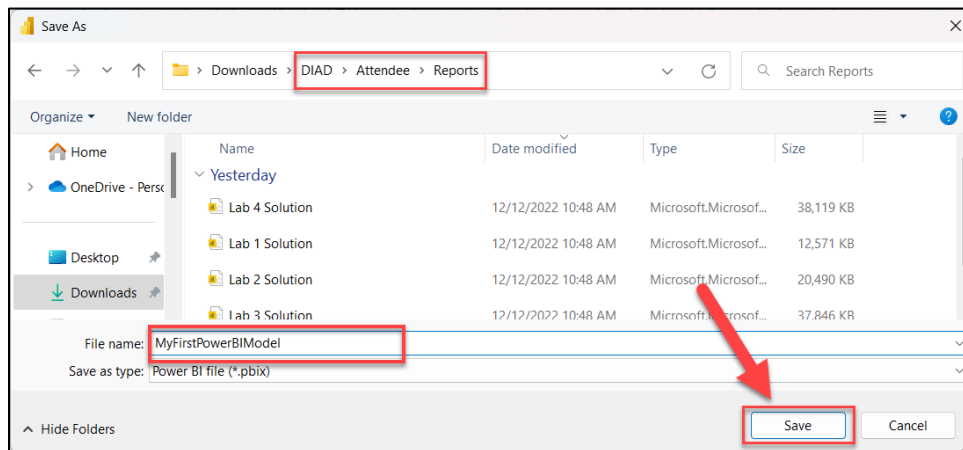 Save As
Downloads > DIAD > Attendee > Reports
Search Reports
Organize New folder
Name Date modified Type Size
Home
Yesterday
OneDrive - Persc
Lab 4 Solution 12/12/2022 10:48 AM Microsoft.Microsof... 38,119 KB
Lab 1 Solution 12/12/2022 10:48 AM Microsoft.Microsof... 12,571 KB
Desktop
Lab 2 Solution 12/12/2022 10:48 AM Microsoft.Microsof... 20,490 KB
Downloads
Lab 3 Solution 12/12/2022 10:48 AM Microsoft.Microsof... 37,846 KB
File name: MyFirstPowerBIModel
Save as type: Power BI file (*.pbix)
Hide Folders Save Cancel